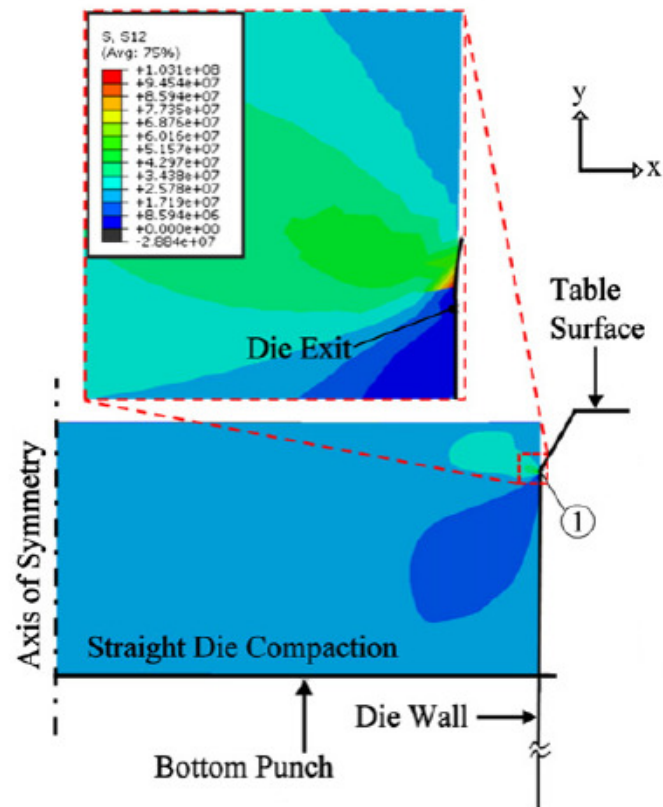 S, S12
(Avg: 75%)
+1.031e+08
+9.454e+07
+8.594e+07
+7.735e+07
+6.876e+07
+6.016e+07
+5.157e+07
+4.297e+07
+3.438e+07
+2.578e+07
+1.719e+07
+8.594e+06
+0.000e+00
-2.884e+07
y
x
Die Exit
Table
Surface
1
Axis of Symmetry
Straight Die Compaction
Die Wall
Bottom Punch